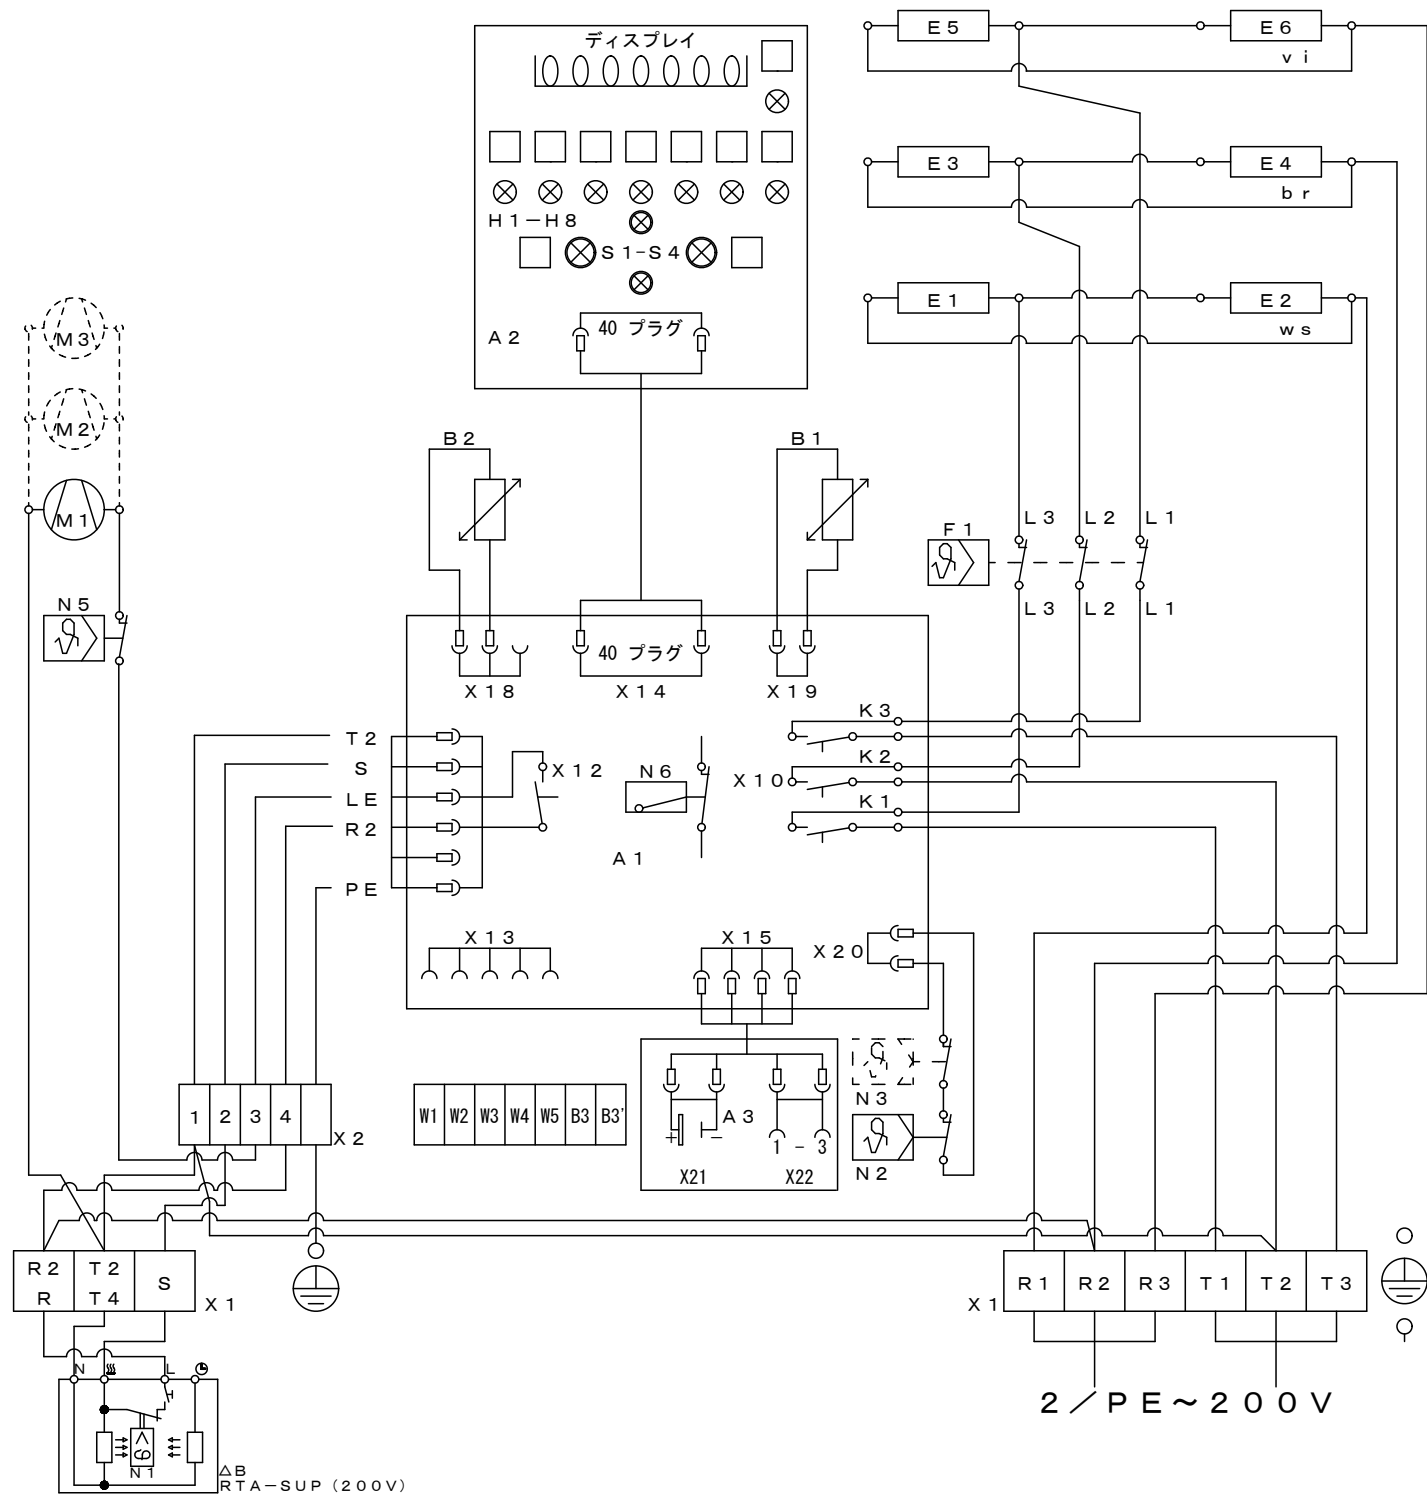 ディスプレイ
H1-H8
S1-S4
40 プラグ
A2
E5
E6
vi
E3
E4
br
E1
E2
ws
M3
M2
M1
N5
B2
B1
F1
L3 L2 L1
L3 L2 L1
40 プラグ
X18
X14
X19
T2
S
LE
R2
PE
X12
N6
A1
K3
K2
X10
K1
X13
X15
X20
1 2 3 4
X2
W1 W2 W3 W4 W5 B3 B3'
A3
+ -
1 - 3
X21
X22
N3
N2
R2 T2 S
R T4
X1
X1
R1 R2 R3 T1 T2 T3
2/PE~200V
N
L
N1
△B
RTA-SUP (200V)